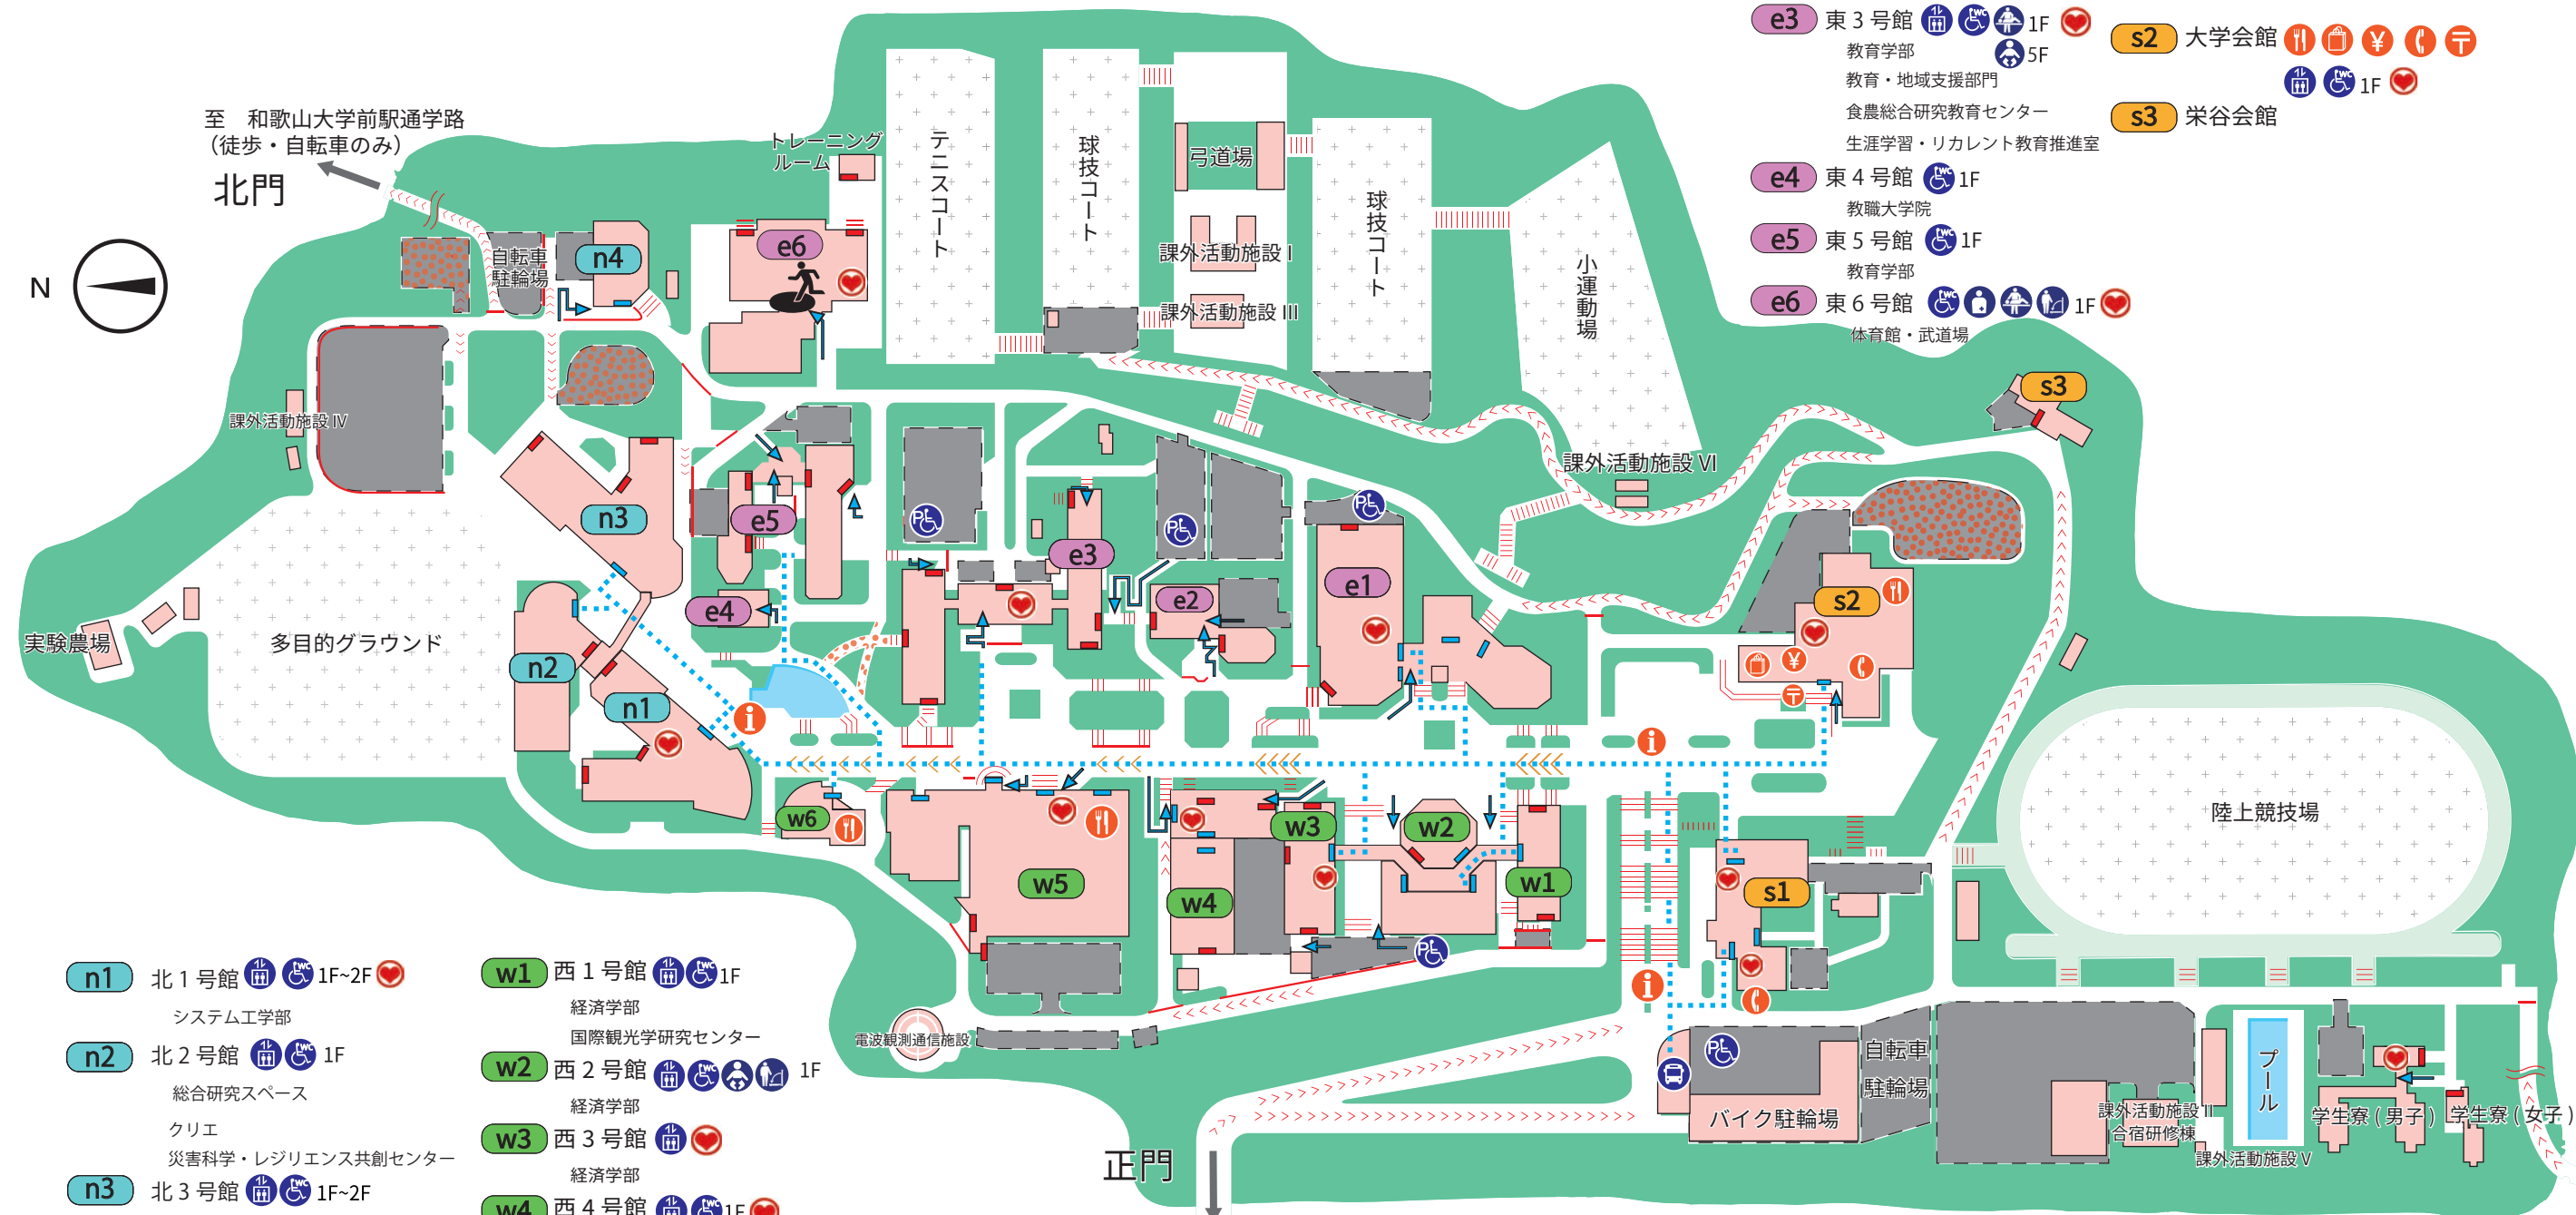 至　和歌山大学前駅通学路
（徒歩・自転車のみ）
北門
N
トレーニング
ルーム
テニスコート
球技コート
弓道場
課外活動施設 I
課外活動施設 III
球技コート
小運動場
e3 東 3 号館 WC 1F
教育学部 5F
教育・地域支援部門
食農総合研究教育センター
生涯学習・リカレント教育推進室
e4 東 4 号館 WC 1F
教職大学院
e5 東 5 号館 WC 1F
教育学部
e6 東 6 号館 WC 1F
体育館・武道場
s2 大学会館 ¥ 〒
WC 1F
s3 栄谷会館
自転車
駐輪場
n4
e6
課外活動施設 IV
s3
課外活動施設 VI
n3
e5
P
e3
P
P
e1
e2
e4
s2
¥
〒
実験農場
多目的グラウンド
n2
n1
i
i
w6
w5
w4
w3
w2
w1
P
s1
陸上競技場
i
電波観測通信施設
P
自転車
駐輪場
バイク駐輪場
課外活動施設 II
合宿研修棟
プール
課外活動施設 V
学生寮 ( 男子 )
学生寮 ( 女子 )
正門
n1 北 1 号館 WC 1F~2F
システム工学部
n2 北 2 号館 WC 1F
総合研究スペース
クリエ
災害科学・レジリエンス共創センター
n3 北 3 号館 WC 1F~2F
w1 西 1 号館 WC 1F
経済学部
国際観光学研究センター
w2 西 2 号館 WC 1F
経済学部
w3 西 3 号館
経済学部
w4 西 4 号館 WC 1F